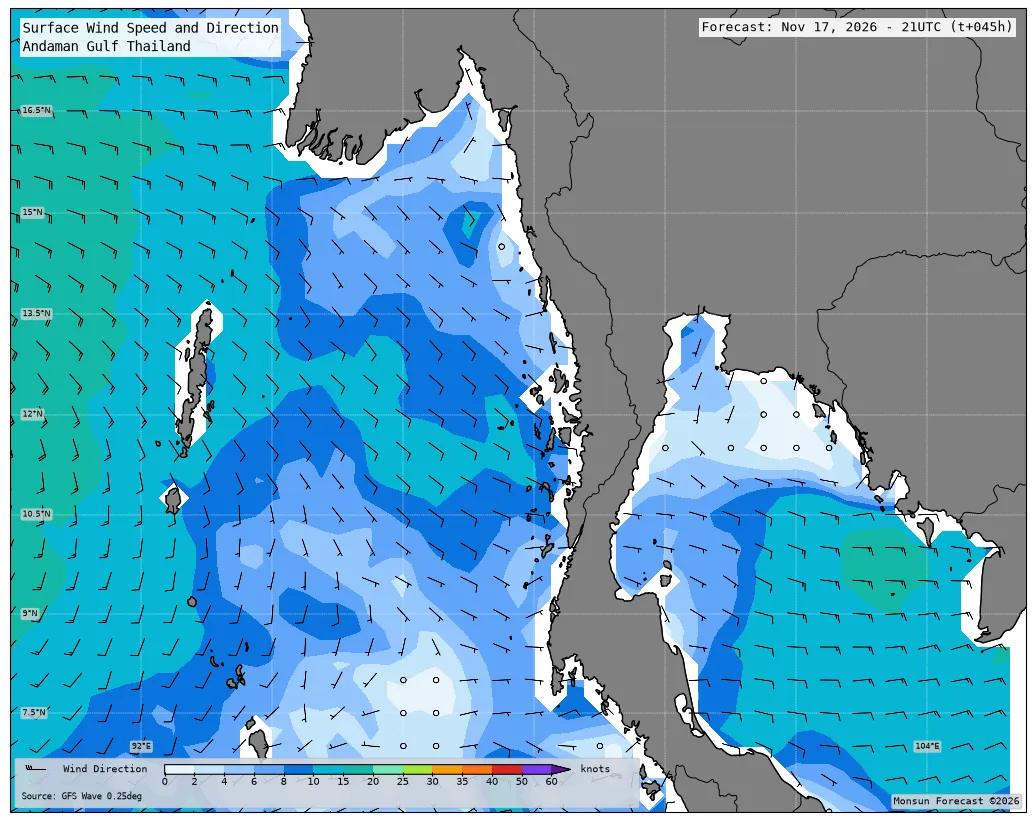 Surface Wind Speed and Direction
Andaman Gulf Thailand
Forecast: Nov 17, 2026 - 21UTC (t+045h)
16.5°N
15°N
13.5°N
12°N
10.5°N
9°N
7.5°N
92°E
104°E
Wind Direction
knots
0 2 4 6 8 10 15 20 25 30 35 40 50 60
Source: GFS Wave 0.25deg
Monsun Forecast ©2026